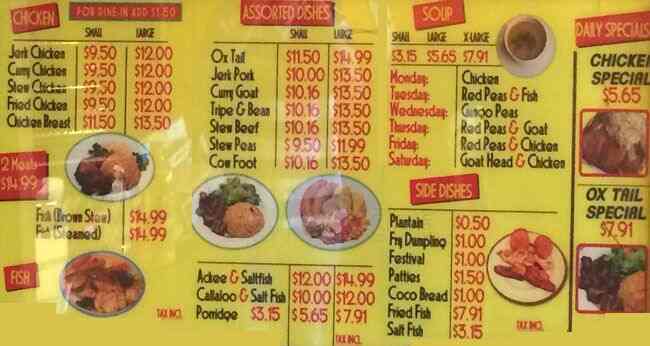 CHICKEN FOR DINE-IN ADD $1.50
SMALL LARGE
Jerk Chicken $9.50 $12.00
Curry Chicken $9.50 $12.00
Stew Chicken $9.50 $12.00
Fried Chicken $9.50 $12.00
Chicken Breast $11.50 $13.50
2 Meats
$14.99
Fish (Brown Stew) $14.99
Fish (Steamed) $14.99
FISH
TAX INCL.
ASSORTED DISHES
SMALL LARGE
Ox Tail $11.50 $14.99
Jerk Pork $10.00 $13.50
Curry Goat $10.16 $13.50
Tripe & Bean $10.16 $13.50
Stew Beef $10.16 $13.50
Stew Peas $9.50 $11.99
Cow Foot $10.16 $13.50
Ackee & Saltfish $12.00 $14.99
Callaloo & Salt Fish $10.00 $12.00
Porridge $3.15 $5.65 $7.91
TAX INCL.
SOUP
SMALL LARGE X-LARGE
$3.15 $5.65 $7.91
Monday: Chicken
Tuesday: Red Peas & Fish
Wednesday: Gungo Peas
Thursday: Red Peas & Goat
Friday: Red Peas & Chicken
Saturday: Goat Head & Chicken
SIDE DISHES
Plantain $0.50
Fry Dumpling $1.00
Festival $1.00
Patties $1.50
Coco Bread $1.00
Fried Fish $7.91
Salt Fish $3.15
TAX INCL.
DAILY SPECIALS
CHICKEN
SPECIAL
$5.65
OX TAIL
SPECIAL
$7.91